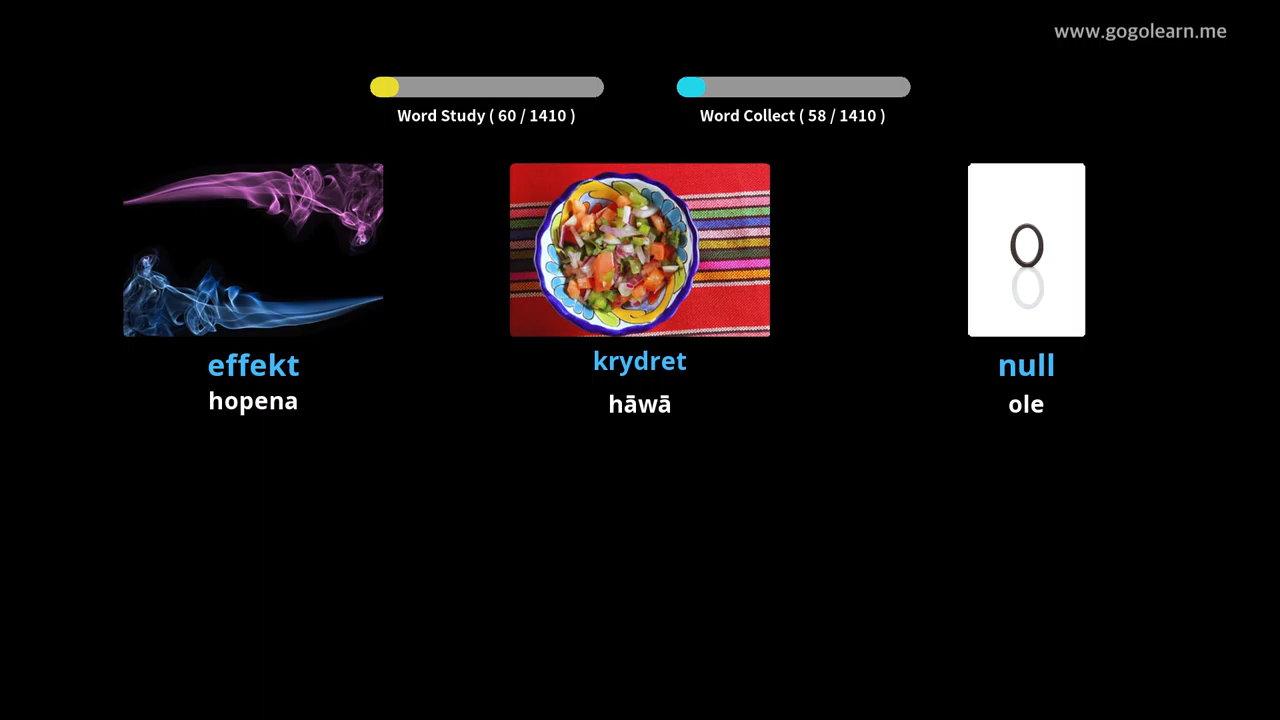 www.gogolearn.me
Word Study ( 60 / 1410 )
Word Collect ( 58 / 1410 )
effekt
hopena
krydret
hāwā
0
null
ole